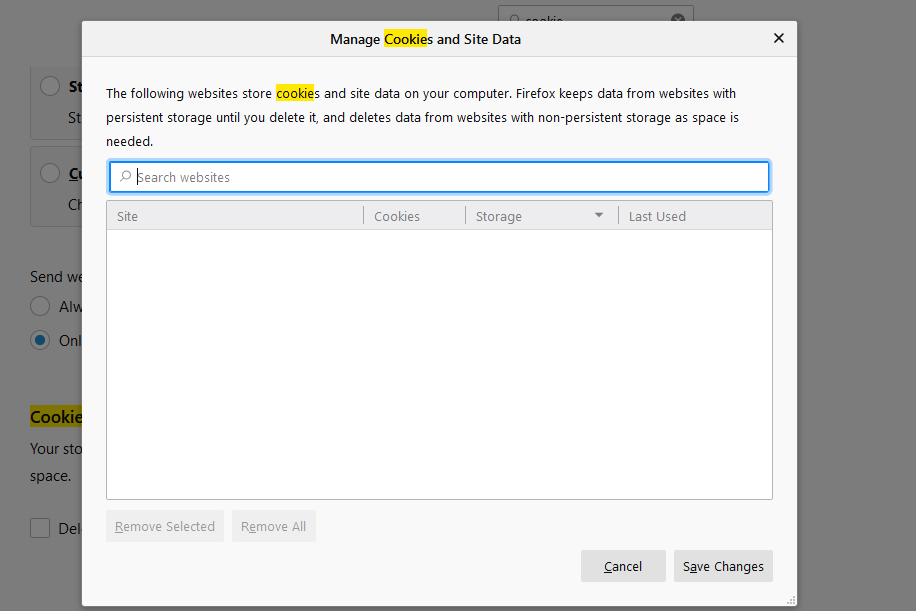 cookie
Manage Cookies and Site Data
The following websites store cookies and site data on your computer. Firefox keeps data from websites with
persistent storage until you delete it, and deletes data from websites with non-persistent storage as space is
needed.
Search websites
Site Cookies Storage Last Used
Remove Selected Remove All
Cancel Save Changes
St
St
Cu
Ch
Send we
Alw
Onl
Cookie
Your sto
space.
Del